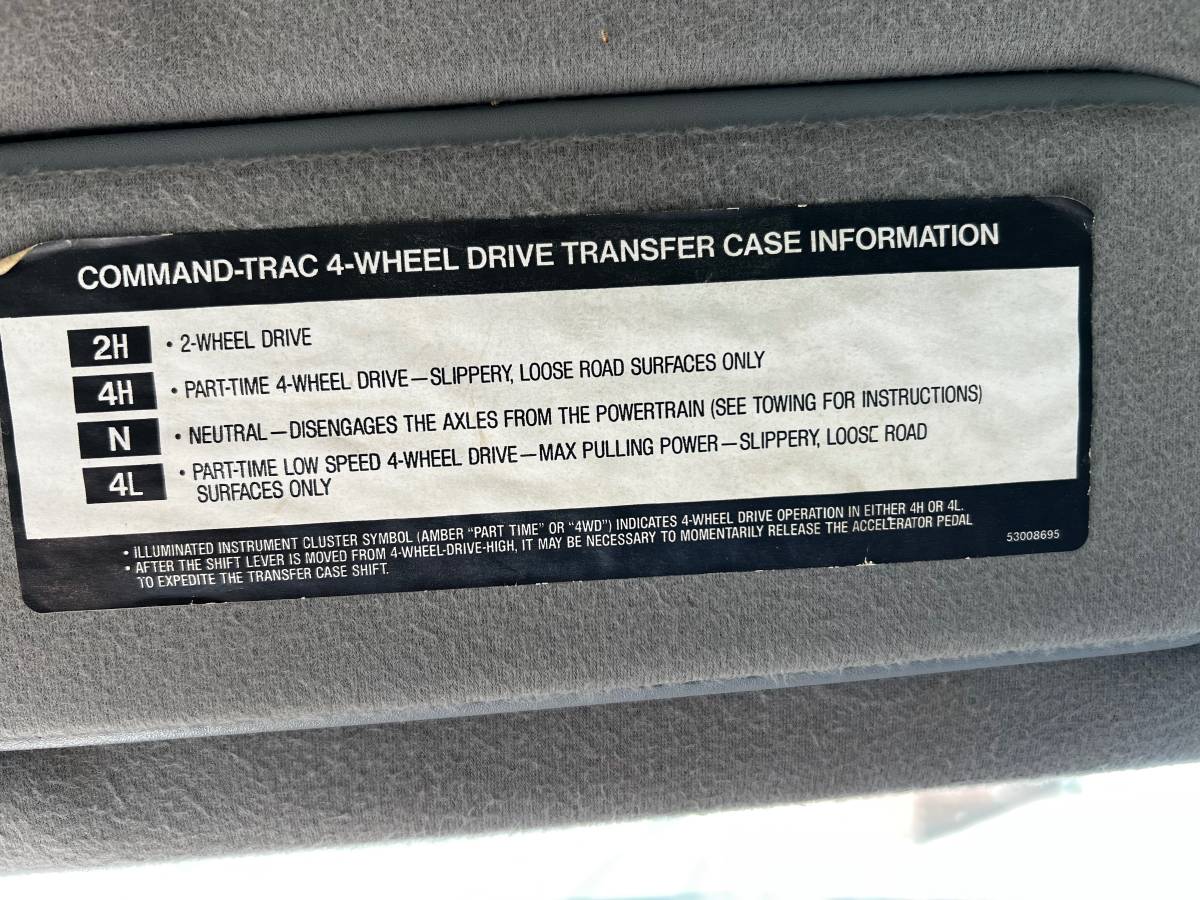 COMMAND-TRAC 4-WHEEL DRIVE TRANSFER CASE INFORMATION
2H • 2-WHEEL DRIVE
4H • PART-TIME 4-WHEEL DRIVE—SLIPPERY, LOOSE ROAD SURFACES ONLY
N • NEUTRAL—DISENGAGES THE AXLES FROM THE POWERTRAIN (SEE TOWING FOR INSTRUCTIONS)
4L • PART-TIME LOW SPEED 4-WHEEL DRIVE—MAX PULLING POWER—SLIPPERY, LOOSE ROAD
SURFACES ONLY
• ILLUMINATED INSTRUMENT CLUSTER SYMBOL (AMBER “PART TIME” OR “4WD”) INDICATES 4-WHEEL DRIVE OPERATION IN EITHER 4H OR 4L.
• AFTER THE SHIFT LEVER IS MOVED FROM 4-WHEEL-DRIVE-HIGH, IT MAY BE NECESSARY TO MOMENTARILY RELEASE THE ACCELERATOR PEDAL
TO EXPEDITE THE TRANSFER CASE SHIFT.
53008695